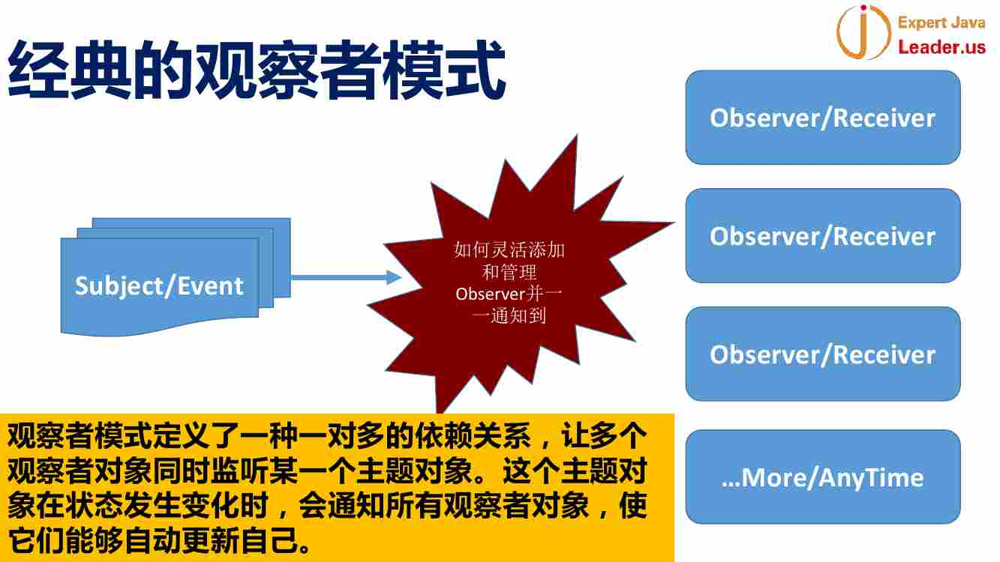 经典的观察者模式
Expert Java
Leader.us
Observer/Receiver
Observer/Receiver
Observer/Receiver
…More/AnyTime
Subject/Event
如何灵活添加
和管理
Observer并一
一通知到
观察者模式定义了一种一对多的依赖关系，让多个
观察者对象同时监听某一个主题对象。这个主题对
象在状态发生变化时，会通知所有观察者对象，使
它们能够自动更新自己。